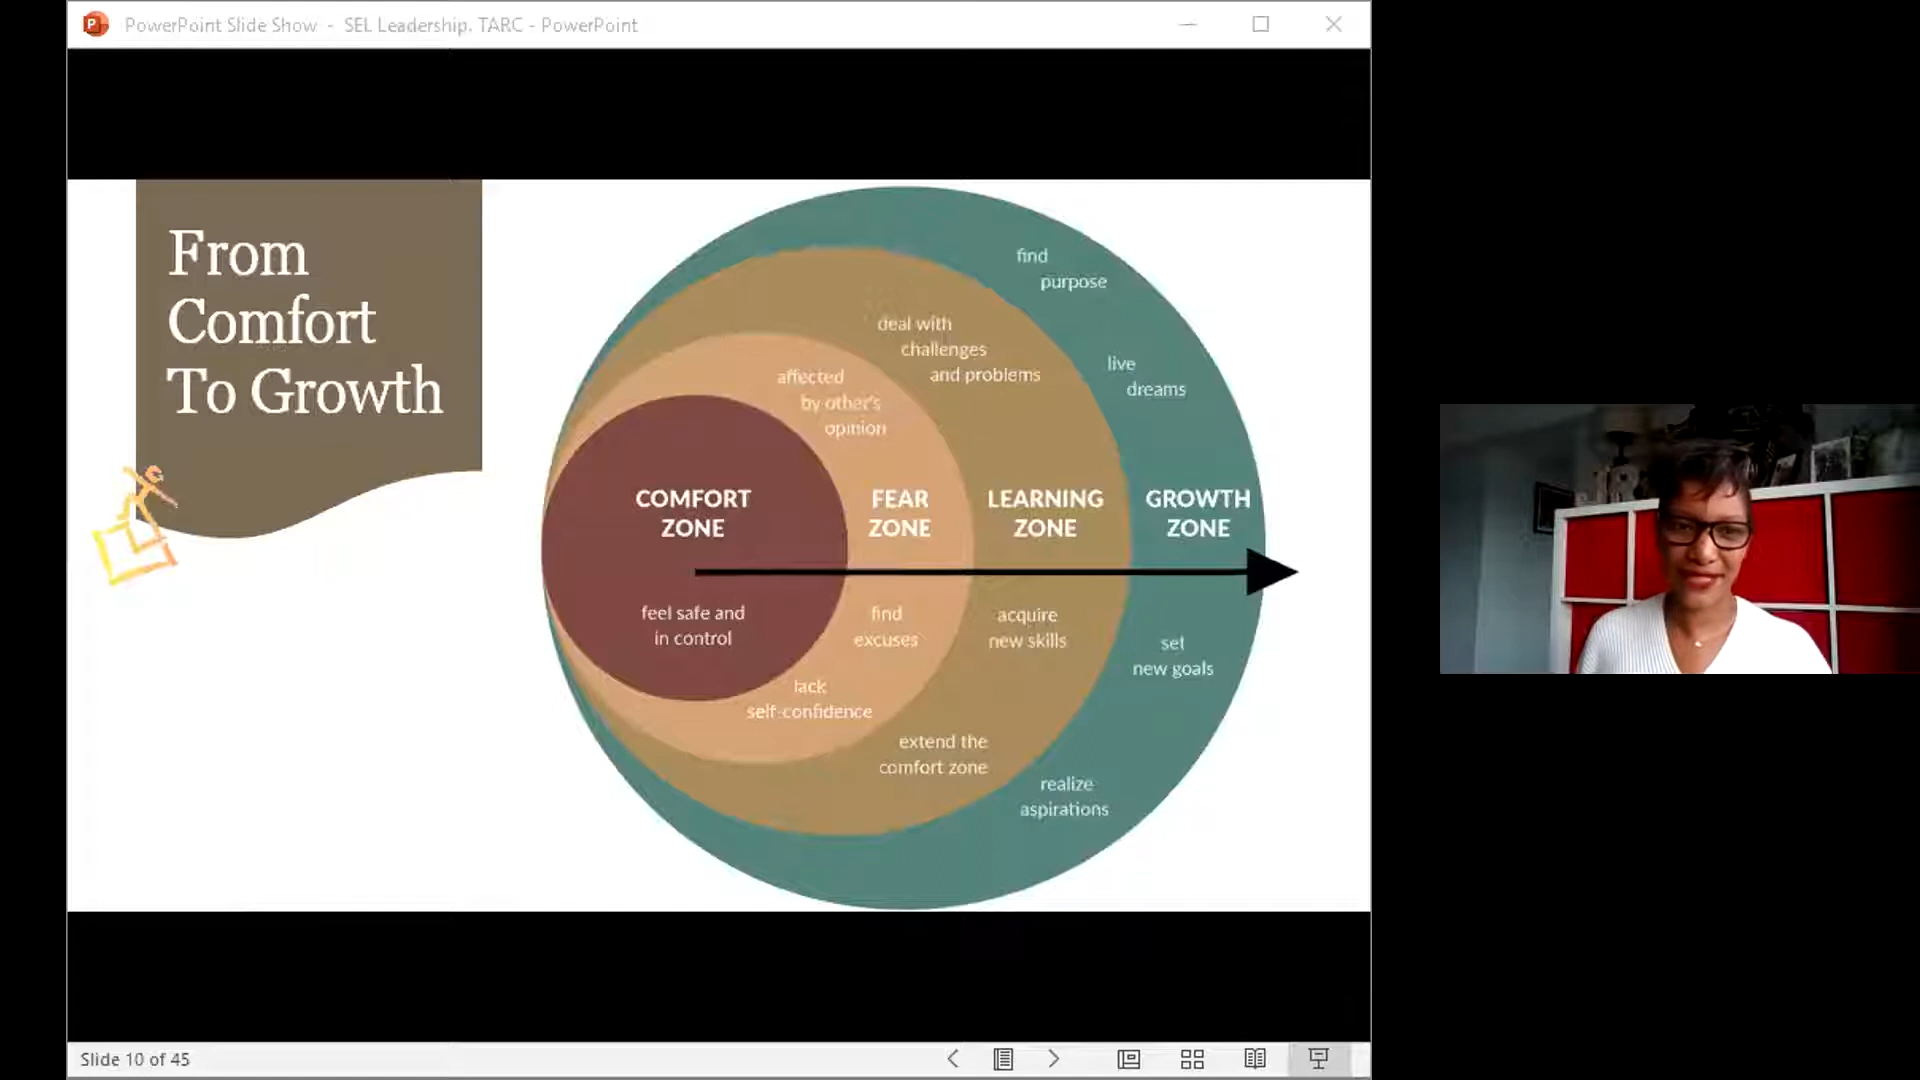 PowerPoint Slide Show - SEL Leadership. TARC - PowerPoint
From
Comfort
To Growth
find
purpose
live
dreams
deal with
challenges
and problems
affected
by other's
opinion
COMFORT
ZONE
FEAR
ZONE
LEARNING
ZONE
GROWTH
ZONE
feel safe and
in control
find
excuses
acquire
new skills
set
new goals
lack
self-confidence
extend the
comfort zone
realize
aspirations
Slide 10 of 45